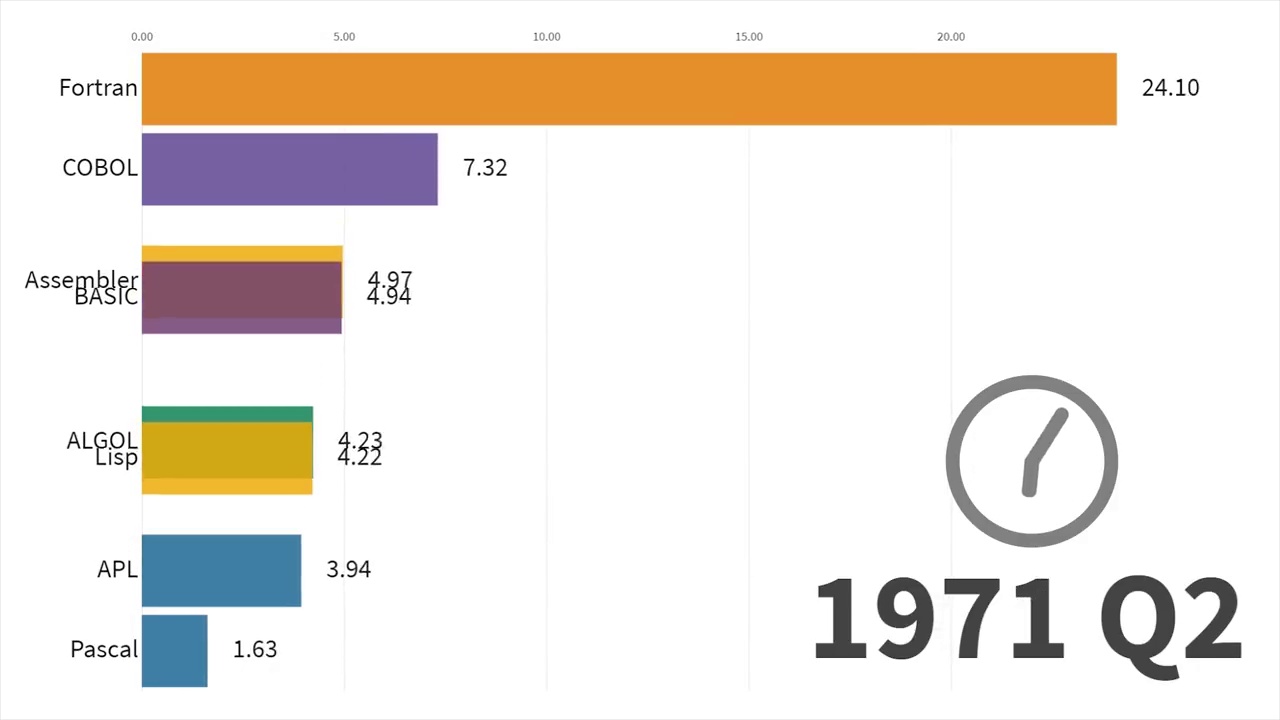 0.00 5.00 10.00 15.00 20.00
Fortran 24.10
COBOL 7.32
Assembler 4.97
BASIC 4.94
ALGOL 4.23
Lisp 4.22
APL 3.94
Pascal 1.63
1971 Q2